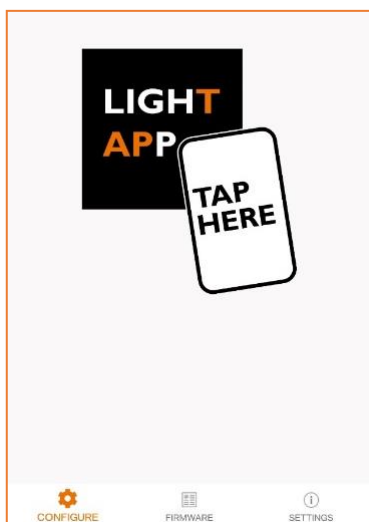 LIGHT
APP
TAP
HERE
CONFIGURE
FIRMWARE
SETTINGS